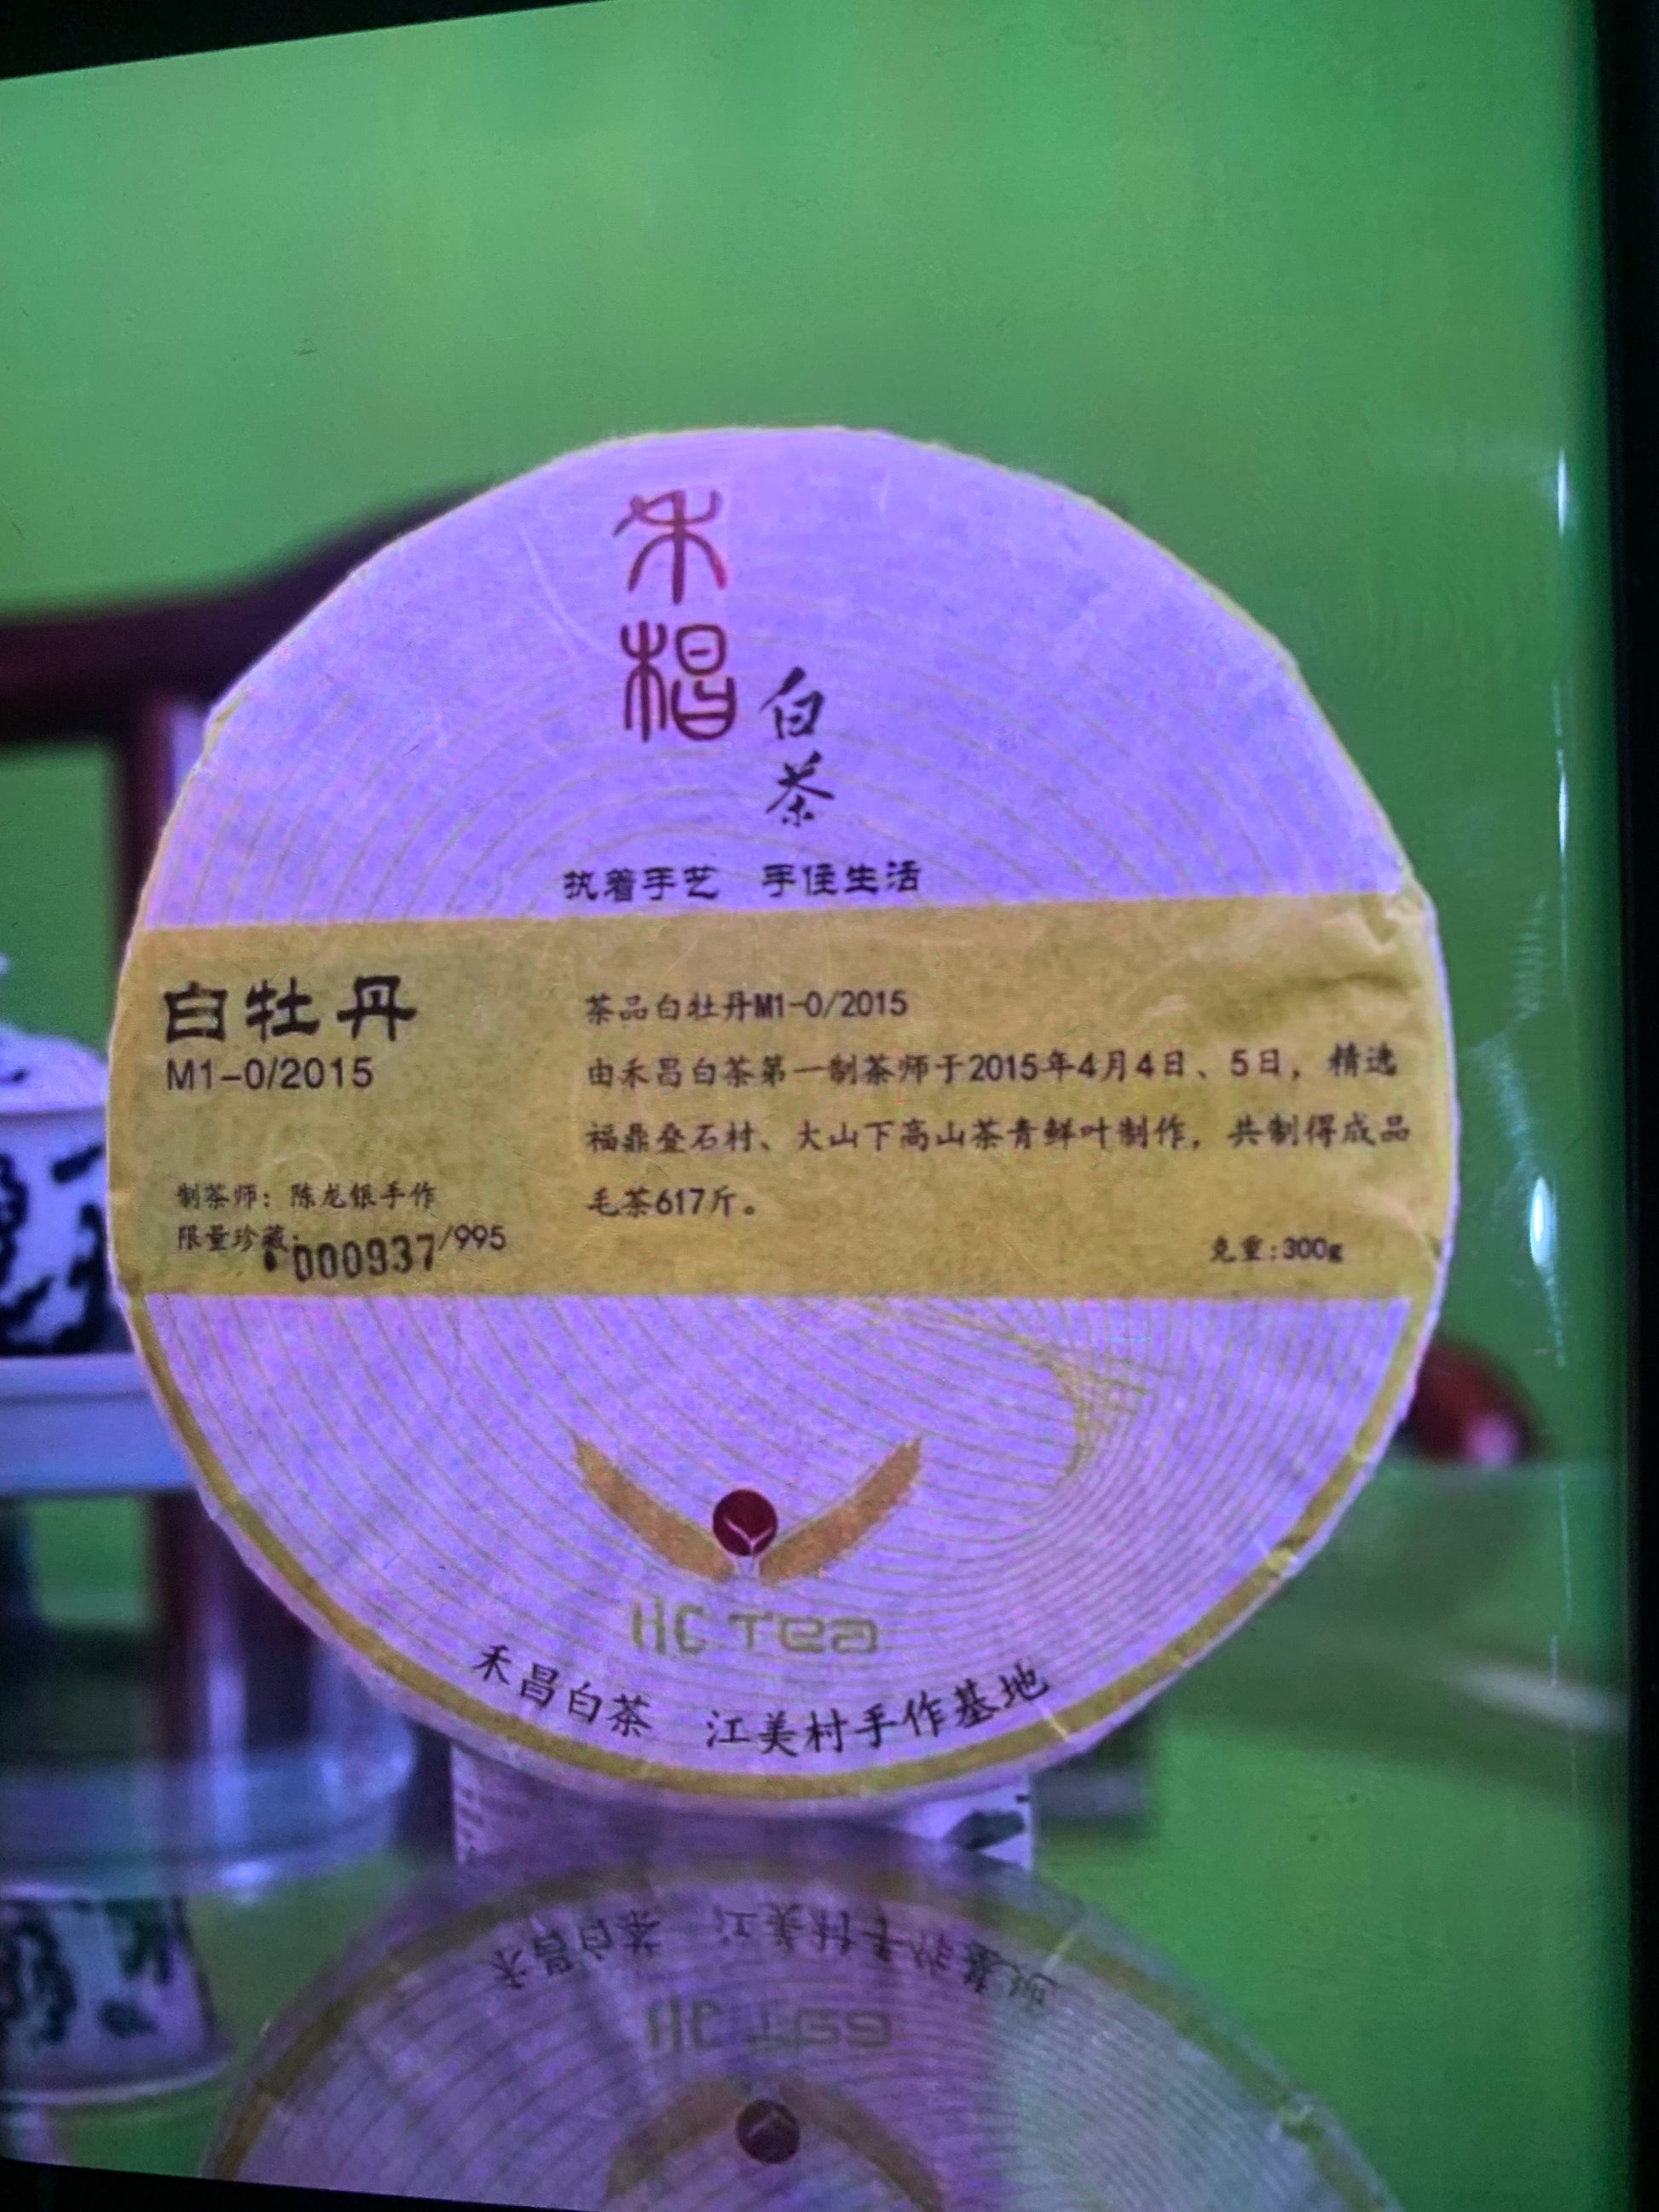 禾
椙
白
茶
执着手艺 手作生活
白牡丹
M1-0/2015
制茶师：陈龙银手作
限量珍藏：000937/995
茶品白牡丹M1-0/2015
由禾昌白茶第一制茶师于2015年4月4日、5日，精选
福鼎叠石村、大山下高山茶青鲜叶制作，共制得成品
毛茶617斤。
克重:300g
HC Tea
禾昌白茶 江美村手作基地